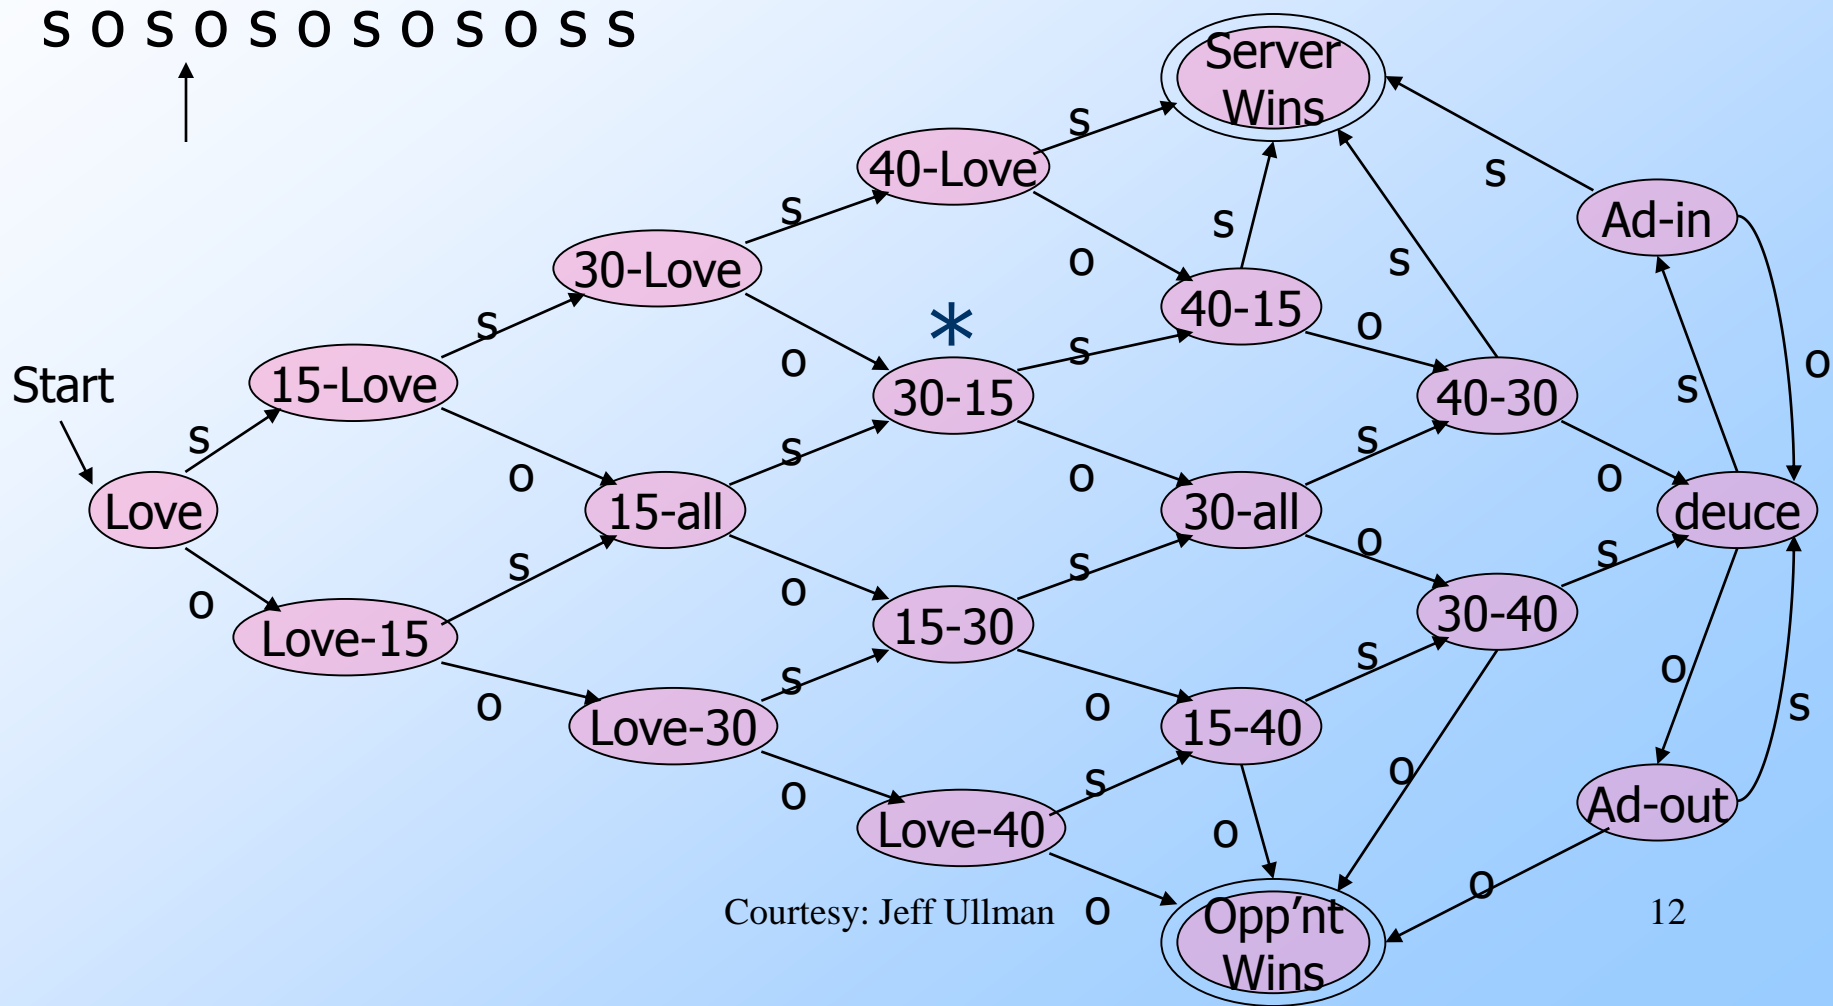 s o s o s o s o s o s s
Server
Wins
s
40-Love
s
s
Ad-in
s
s
30-Love
o
s
40-15
*
s
o
s
o
o
Start
15-Love
30-15
40-30
s
s
o
s
s
o
o
Love
15-all
30-all
deuce
o
s
s
o
s
o
15-30
30-40
Love-15
s
s
o
o
o
s
Love-30
15-40
o
s
o
Ad-out
Love-40
o
o
Courtesy: Jeff Ullman
o
Opp'nt
Wins
12